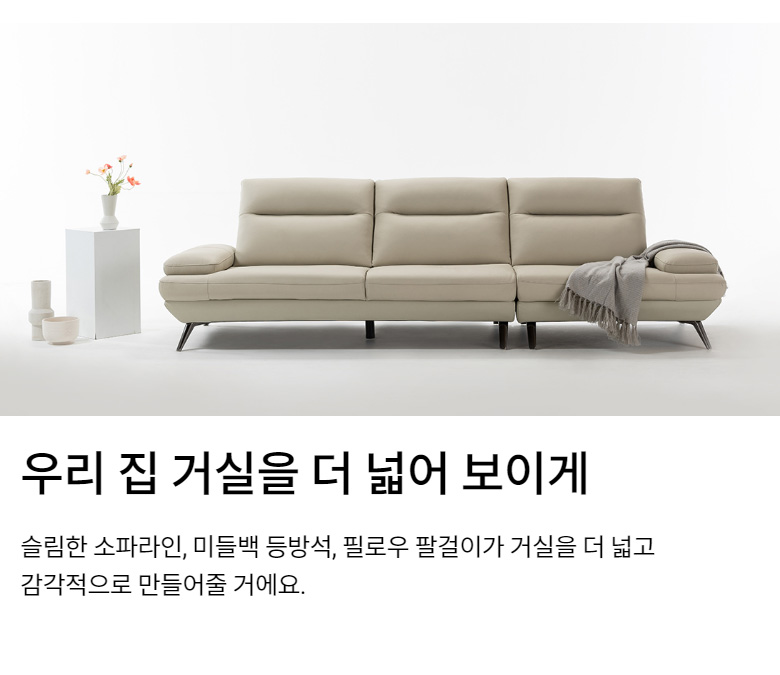 우리 집 거실을 더 넓어 보이게
슬림한 소파라인, 미들백 등방석, 필로우 팔걸이가 거실을 더 넓고
감각적으로 만들어줄 거에요.